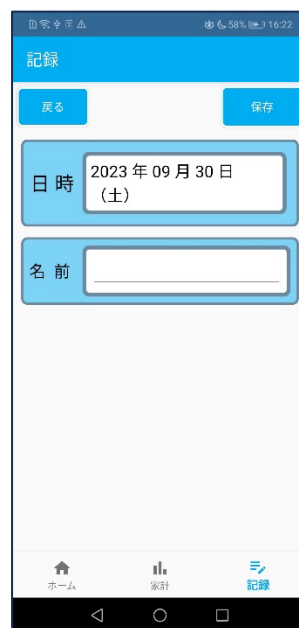 58% 16:22
記録
戻る
保存
日 時
2023 年 09 月 30 日
（土）
名 前
ホーム
家計
記録